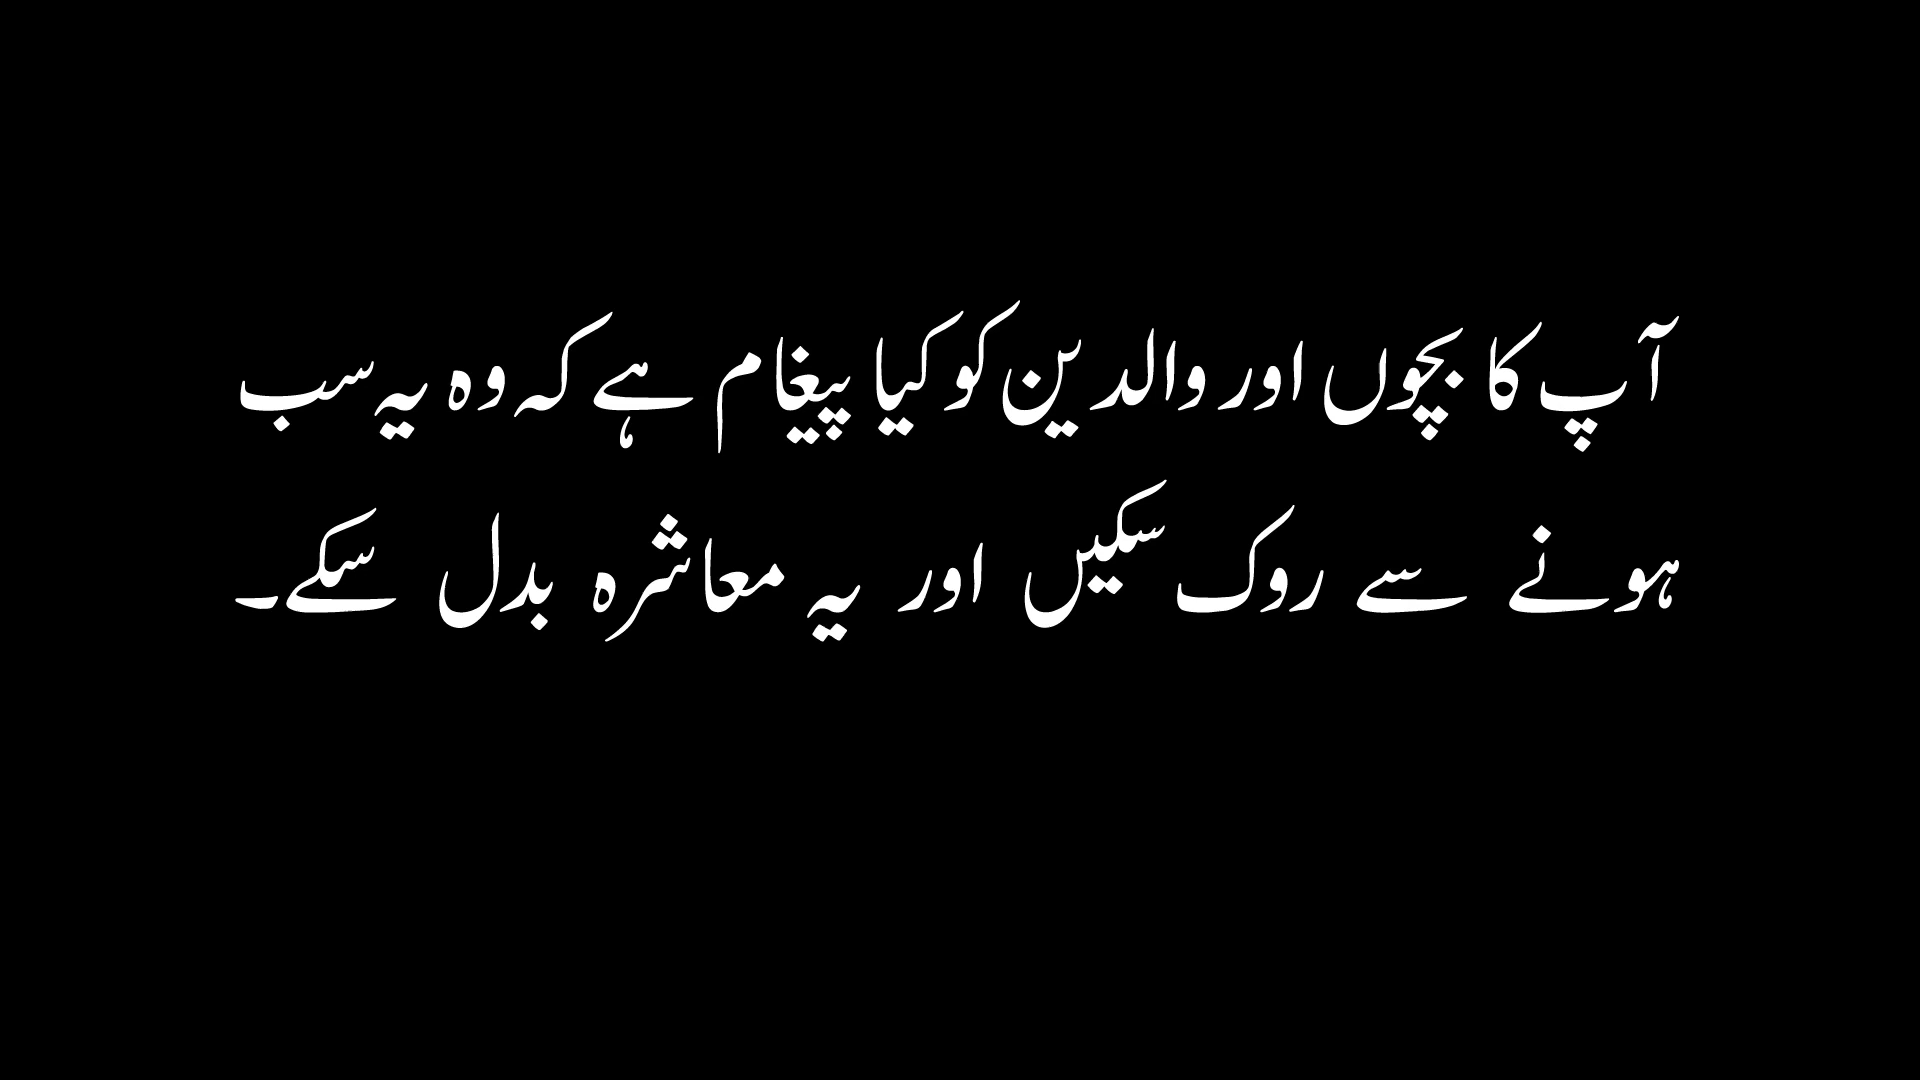 آپ کا بچوں اور والدین کو کیا پیغام ہے کہ وہ یہ سب
ہونے سے روک سکیں اور یہ معاشرہ بدل سکے۔